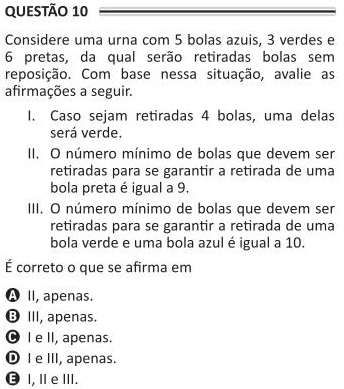 QUESTÃO 10
Considere uma urna com 5 bolas azuis, 3 verdes e
6 pretas, da qual serão retiradas bolas sem
reposição. Com base nessa situação, avalie as
afirmações a seguir.
I. Caso sejam retiradas 4 bolas, uma delas
será verde.
II. O número mínimo de bolas que devem ser
retiradas para se garantir a retirada de uma
bola preta é igual a 9.
III. O número mínimo de bolas que devem ser
retiradas para se garantir a retirada de uma
bola verde e uma bola azul é igual a 10.
É correto o que se afirma em
A II, apenas.
B III, apenas.
C I e II, apenas.
D I e III, apenas.
E I, II e III.